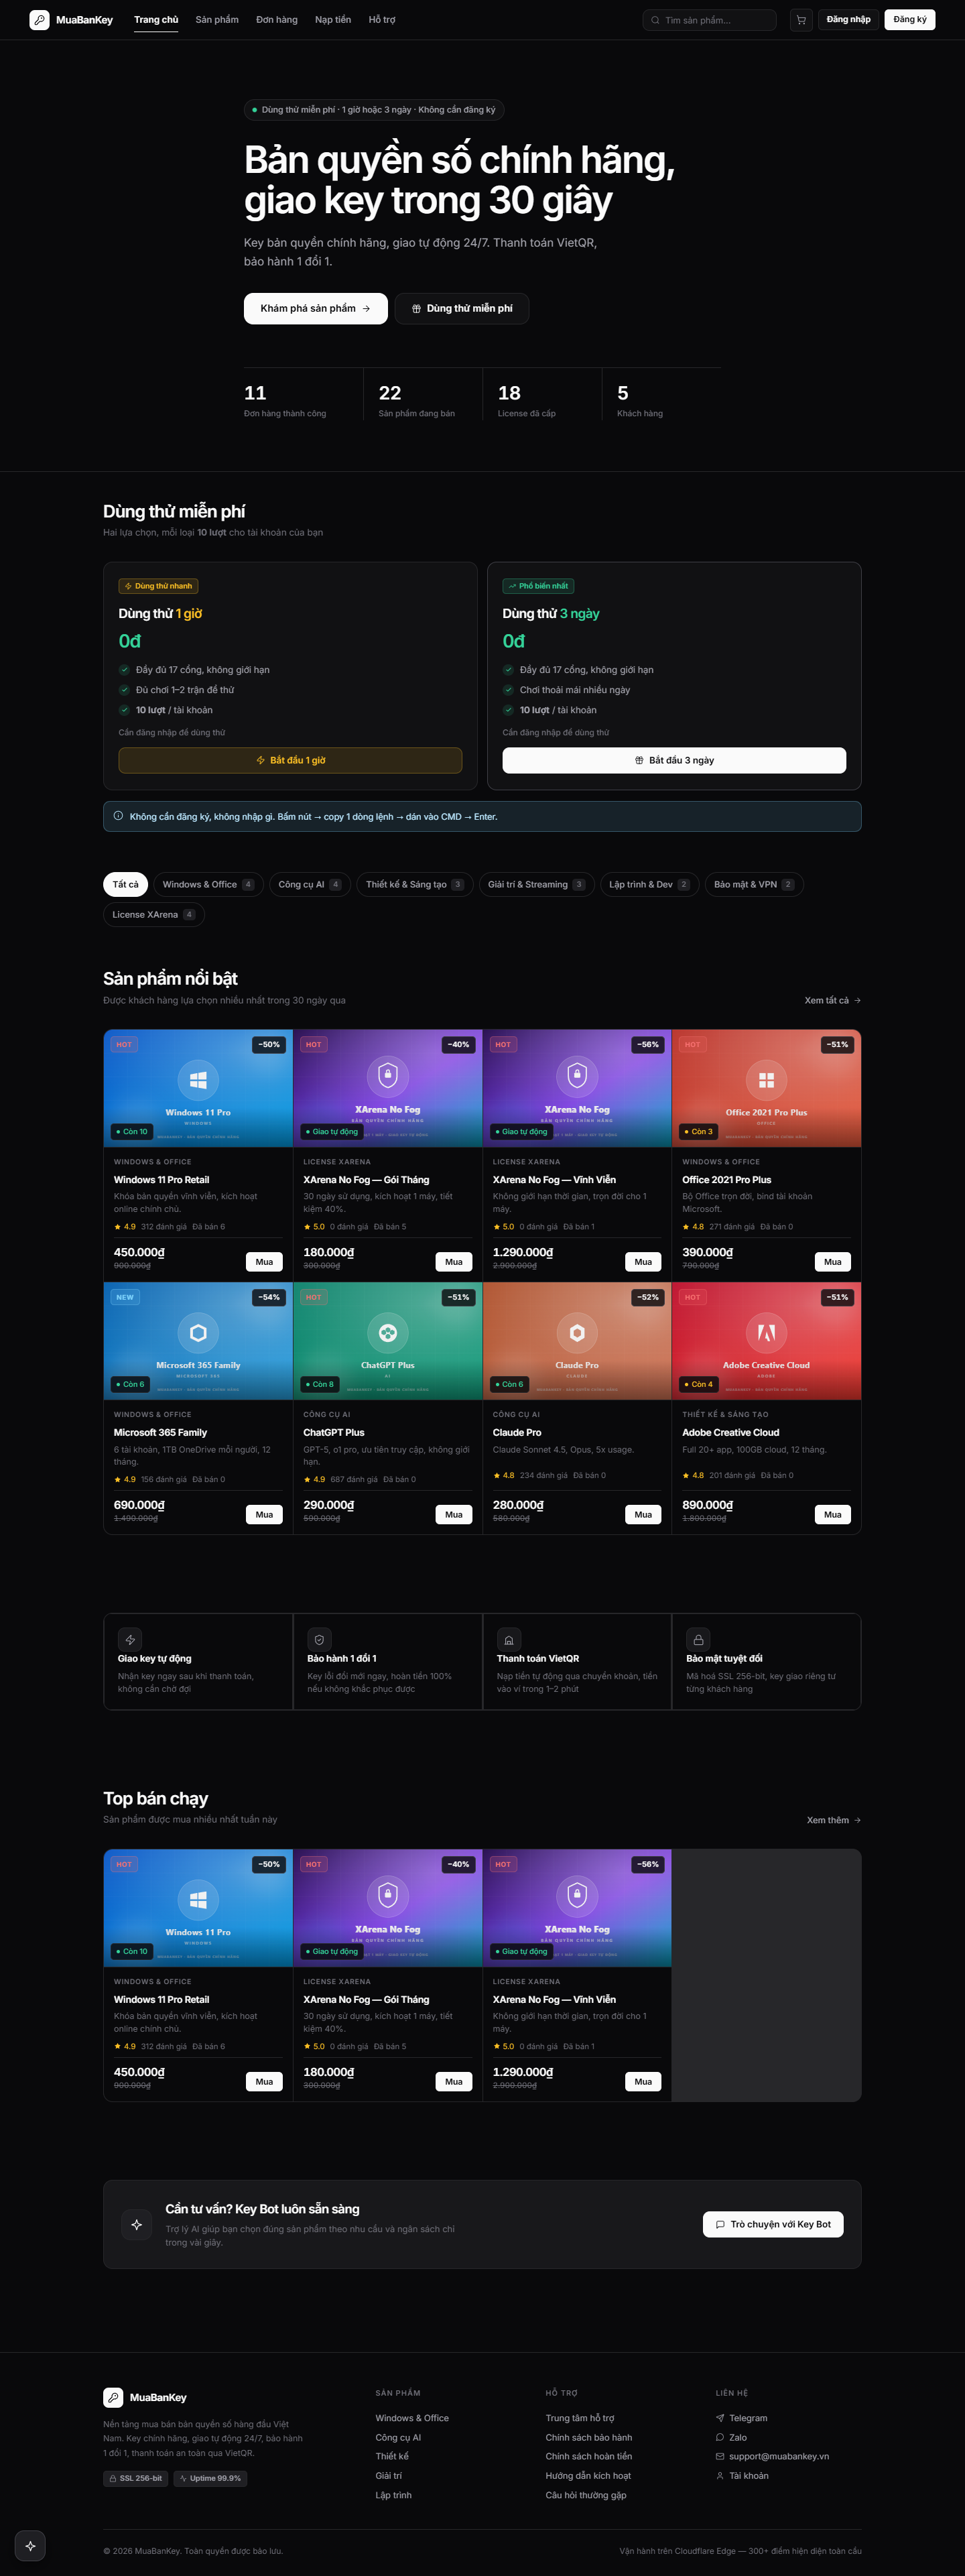 MuaBanKey
Trang chủ
Sản phẩm
Đơn hàng
Nạp tiền
Hỗ trợ
Tìm sản phẩm...
Đăng nhập
Đăng ký
Dùng thử miễn phí · 1 giờ hoặc 3 ngày · Không cần đăng ký
Bản quyền số chính hãng,
giao key trong 30 giây
Key bản quyền chính hãng, giao tự động 24/7. Thanh toán VietQR,
bảo hành 1 đổi 1.
Khám phá sản phẩm →
Dùng thử miễn phí
11
Đơn hàng thành công
22
Sản phẩm đang bán
18
License đã cấp
5
Khách hàng
Dùng thử miễn phí
Hai lựa chọn, mỗi loại 10 lượt cho tài khoản của bạn
Dùng thử nhanh
Dùng thử 1 giờ
0đ
Đầy đủ 17 cổng, không giới hạn
Đủ chơi 1–2 trận để thử
10 lượt / tài khoản
Cần đăng nhập để dùng thử
Bắt đầu 1 giờ
Phổ biến nhất
Dùng thử 3 ngày
0đ
Đầy đủ 17 cổng, không giới hạn
Chơi thoải mái nhiều ngày
10 lượt / tài khoản
Cần đăng nhập để dùng thử
Bắt đầu 3 ngày
Không cần đăng ký, không nhập gì. Bấm nút → copy 1 dòng lệnh → dán vào CMD → Enter.
Tất cả
Windows & Office 4
Công cụ AI 4
Thiết kế & Sáng tạo 3
Giải trí & Streaming 3
Lập trình & Dev 2
Bảo mật & VPN 2
License XArena 4
Sản phẩm nổi bật
Được khách hàng lựa chọn nhiều nhất trong 30 ngày qua
Xem tất cả →
HOT
−50%
Windows 11 Pro
WINDOWS
Còn 10
WINDOWS & OFFICE
Windows 11 Pro Retail
Khóa bản quyền vĩnh viễn, kích hoạt
online chính chủ.
★ 4.9 312 đánh giá Đã bán 6
450.000₫
900.000₫
Mua
HOT
−40%
XArena No Fog
BẢN QUYỀN CHÍNH HÃNG
Giao tự động
LICENSE XARENA
XArena No Fog — Gói Tháng
30 ngày sử dụng, kích hoạt 1 máy, tiết
kiệm 40%.
★ 5.0 0 đánh giá Đã bán 5
180.000₫
300.000₫
Mua
HOT
−56%
XArena No Fog
BẢN QUYỀN CHÍNH HÃNG
Giao tự động
LICENSE XARENA
XArena No Fog — Vĩnh Viễn
Không giới hạn thời gian, trọn đời cho 1
máy.
★ 5.0 0 đánh giá Đã bán 1
1.290.000₫
2.900.000₫
Mua
HOT
−51%
Office 2021 Pro Plus
OFFICE
Còn 3
WINDOWS & OFFICE
Office 2021 Pro Plus
Bộ Office trọn đời, bind tài khoản
Microsoft.
★ 4.8 271 đánh giá Đã bán 0
390.000₫
790.000₫
Mua
NEW
−54%
Microsoft 365 Family
MICROSOFT 365
Còn 6
WINDOWS & OFFICE
Microsoft 365 Family
6 tài khoản, 1TB OneDrive mỗi người, 12
tháng.
★ 4.9 156 đánh giá Đã bán 0
690.000₫
1.490.000₫
Mua
HOT
−51%
ChatGPT Plus
AI
Còn 8
CÔNG CỤ AI
ChatGPT Plus
GPT-5, o1 pro, ưu tiên truy cập, không giới
hạn.
★ 4.9 687 đánh giá Đã bán 0
290.000₫
590.000₫
Mua
−52%
Claude Pro
CLAUDE
Còn 6
CÔNG CỤ AI
Claude Pro
Claude Sonnet 4.5, Opus, 5x usage.
★ 4.8 234 đánh giá Đã bán 0
280.000₫
580.000₫
Mua
HOT
−51%
Adobe Creative Cloud
ADOBE
Còn 4
THIẾT KẾ & SÁNG TẠO
Adobe Creative Cloud
Full 20+ app, 100GB cloud, 12 tháng.
★ 4.8 201 đánh giá Đã bán 0
890.000₫
1.800.000₫
Mua
Giao key tự động
Nhận key ngay sau khi thanh toán,
không cần chờ đợi
Bảo hành 1 đổi 1
Key lỗi đổi mới ngay, hoàn tiền 100%
nếu không khắc phục được
Thanh toán VietQR
Nạp tiền tự động qua chuyển khoản, tiền
vào ví trong 1–2 phút
Bảo mật tuyệt đối
Mã hoá SSL 256-bit, key giao riêng tư
từng khách hàng
Top bán chạy
Sản phẩm được mua nhiều nhất tuần này
Xem thêm →
HOT
−50%
Windows 11 Pro
WINDOWS
Còn 10
WINDOWS & OFFICE
Windows 11 Pro Retail
Khóa bản quyền vĩnh viễn, kích hoạt
online chính chủ.
★ 4.9 312 đánh giá Đã bán 6
450.000₫
900.000₫
Mua
HOT
−40%
XArena No Fog
BẢN QUYỀN CHÍNH HÃNG
Giao tự động
LICENSE XARENA
XArena No Fog — Gói Tháng
30 ngày sử dụng, kích hoạt 1 máy, tiết
kiệm 40%.
★ 5.0 0 đánh giá Đã bán 5
180.000₫
300.000₫
Mua
HOT
−56%
XArena No Fog
BẢN QUYỀN CHÍNH HÃNG
Giao tự động
LICENSE XARENA
XArena No Fog — Vĩnh Viễn
Không giới hạn thời gian, trọn đời cho 1
máy.
★ 5.0 0 đánh giá Đã bán 1
1.290.000₫
2.900.000₫
Mua
Cần tư vấn? Key Bot luôn sẵn sàng
Trợ lý AI giúp bạn chọn đúng sản phẩm theo nhu cầu và ngân sách chỉ
trong vài giây.
Trò chuyện với Key Bot
MuaBanKey
Nền tảng mua bán bản quyền số hàng đầu Việt
Nam. Key chính hãng, giao tự động 24/7, bảo hành
1 đổi 1, thanh toán an toàn qua VietQR.
SSL 256-bit
Uptime 99.9%
SẢN PHẨM
Windows & Office
Công cụ AI
Thiết kế
Giải trí
Lập trình
HỖ TRỢ
Trung tâm hỗ trợ
Chính sách bảo hành
Chính sách hoàn tiền
Hướng dẫn kích hoạt
Câu hỏi thường gặp
LIÊN HỆ
Telegram
Zalo
support@muabankey.vn
Tài khoản
© 2026 MuaBanKey. Toàn quyền được bảo lưu.
Vận hành trên Cloudflare Edge — 300+ điểm hiện diện toàn cầu